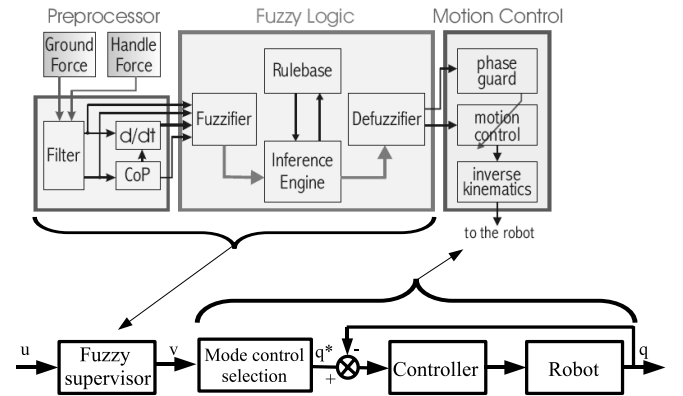 Preprocessor
Fuzzy Logic
Motion Control
Ground
Force
Handle
Force
Filter
d/dt
CoP
Fuzzifier
Rulebase
Inference
Engine
Defuzzifier
phase
guard
motion
control
inverse
kinematics
to the robot
u
Fuzzy
supervisor
v
Mode control
selection
q*
-
+
Controller
Robot
q